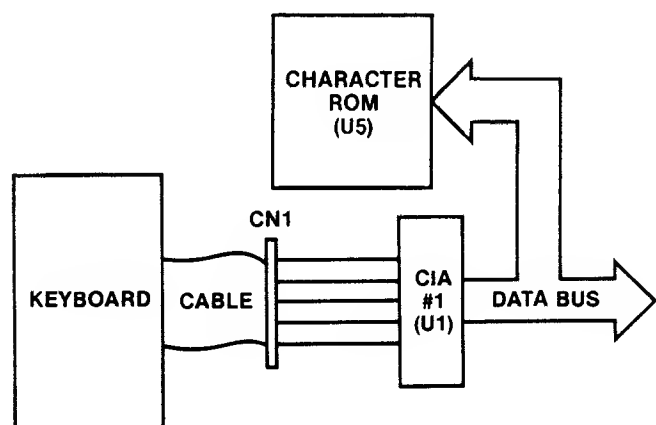 CHARACTER
ROM
(U5)
CN1
KEYBOARD
CABLE
CIA
#1
(U1)
DATA BUS